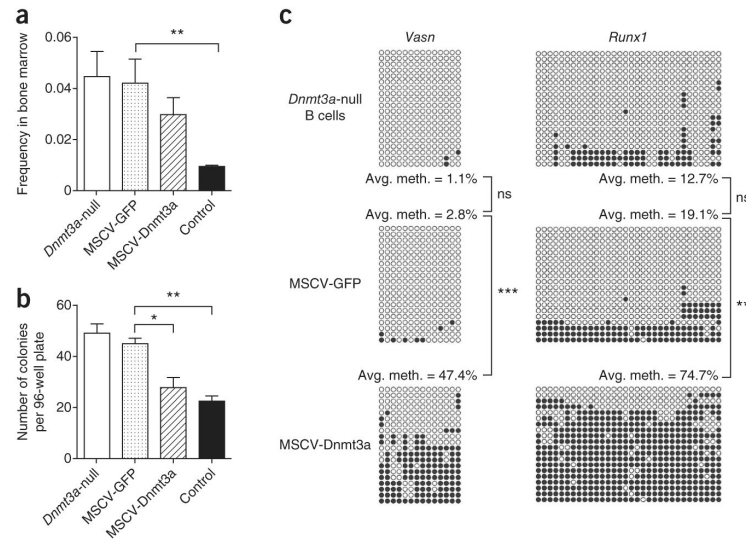 a
Frequency in bone marrow
0.06
0.04
0.02
0
**
Dnmt3a-null
MSCV-GFP
MSCV-Dnmt3a
Control
b
Number of colonies
per 96-well plate
60
40
20
0
**
*
Dnmt3a-null
MSCV-GFP
MSCV-Dnmt3a
Control
c
Vasn
Runx1
Dnmt3a-null
B cells
Avg. meth. = 1.1%
Avg. meth. = 12.7%
ns
ns
Avg. meth. = 2.8%
Avg. meth. = 19.1%
MSCV-GFP
***
**
Avg. meth. = 47.4%
Avg. meth. = 74.7%
MSCV-Dnmt3a